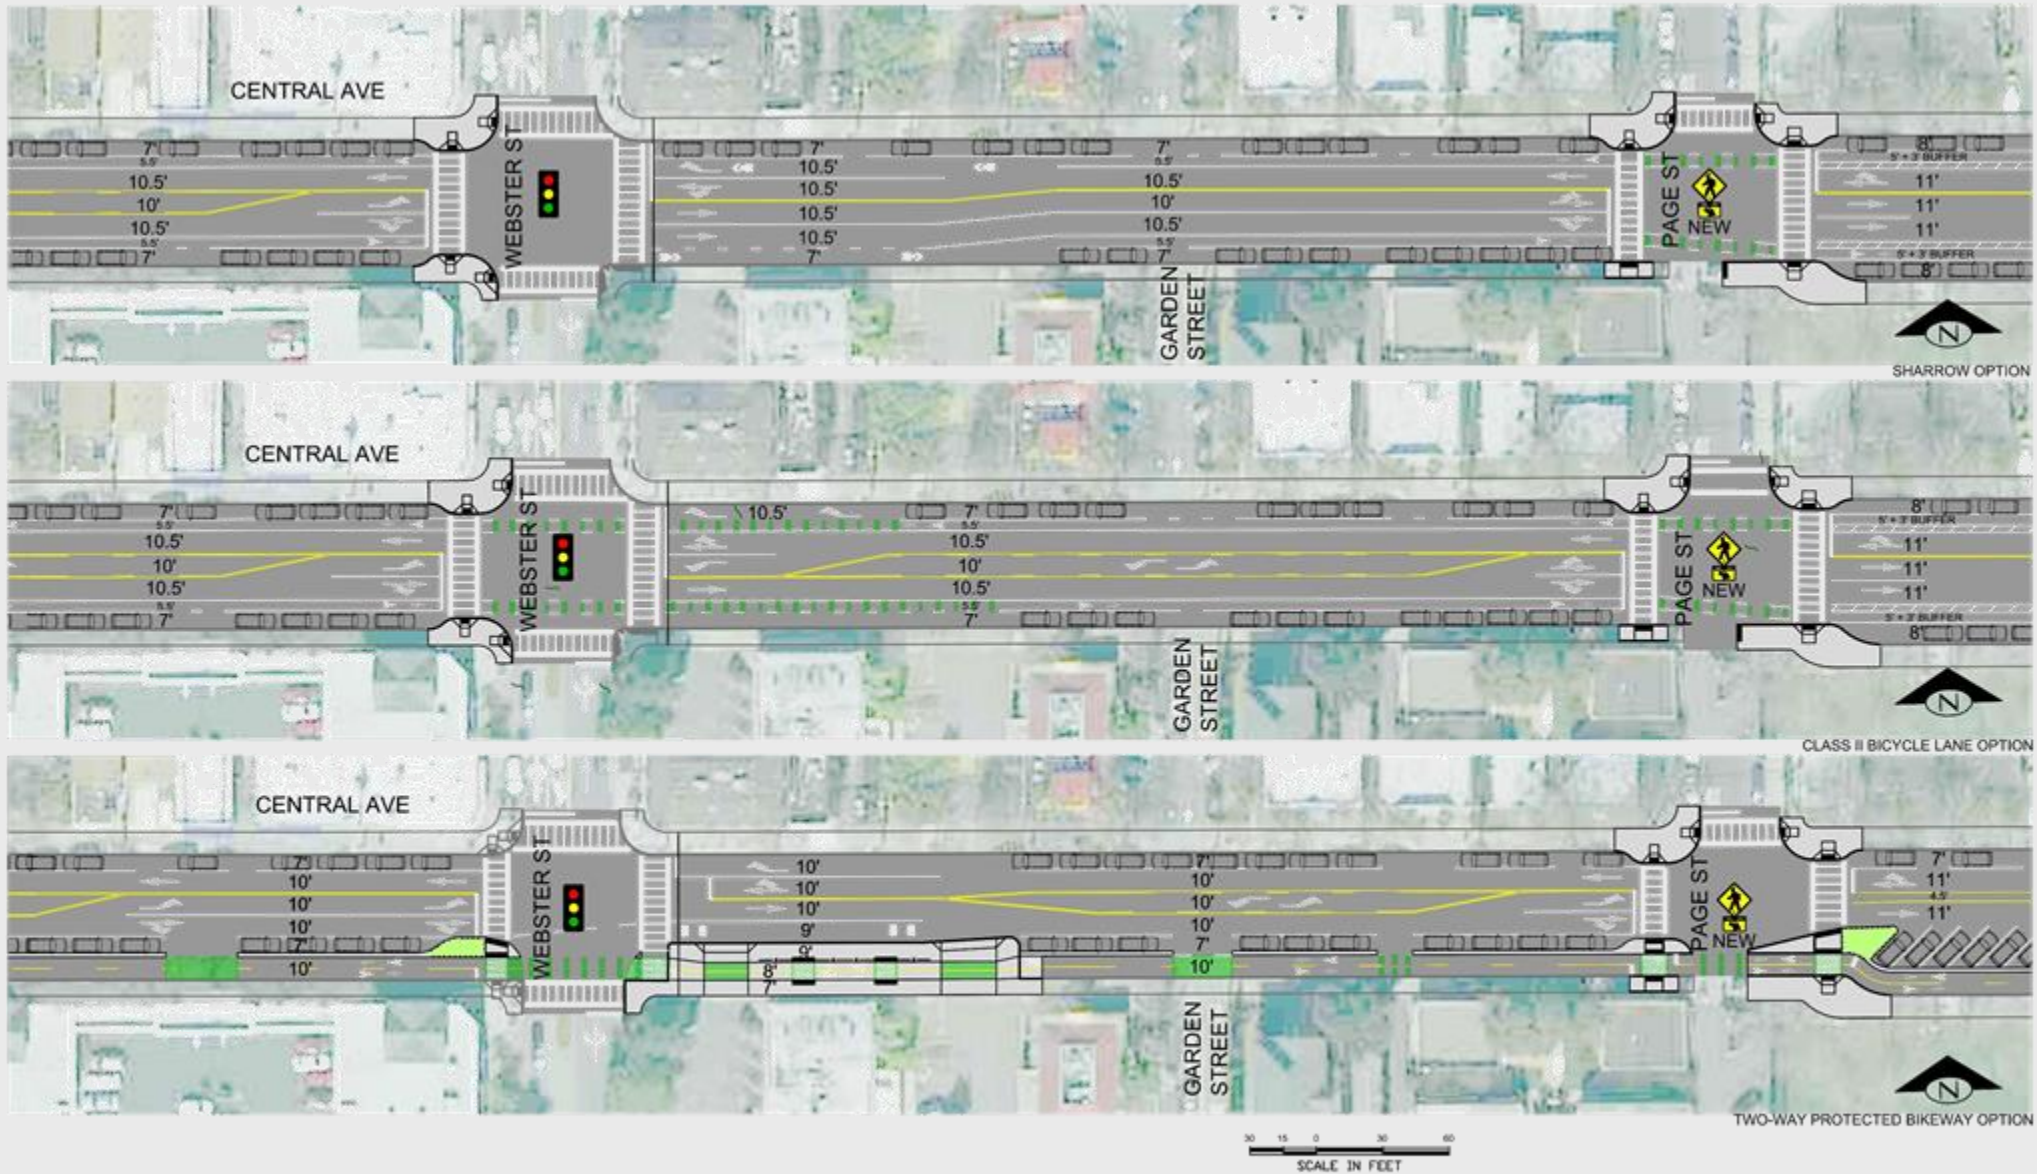 CENTRAL AVE
WEBSTER ST
7'
5.5'
10.5'
10'
10.5'
5.5'
7'
7'
10.5'
10.5'
10.5'
10.5'
7'
7'
5.5'
10.5'
10'
10.5'
5.5'
7'
GARDEN
STREET
PAGE ST
NEW
8'
5' + 3' BUFFER
11'
11'
11'
5' + 3' BUFFER
8'
N
SHARROW OPTION
CENTRAL AVE
WEBSTER ST
7'
5.5'
10.5'
10'
10.5'
5.5'
7'
10.5'
7'
5.5'
10.5'
10'
10.5'
5.5'
7'
GARDEN
STREET
PAGE ST
NEW
8'
5' + 3' BUFFER
11'
11'
11'
5' + 3' BUFFER
8'
N
CLASS II BICYCLE LANE OPTION
CENTRAL AVE
WEBSTER ST
7'
10'
10'
10'
7'
10'
10'
10'
10'
9'
9'
8'
7'
7'
10'
10'
10'
7'
10'
GARDEN
STREET
PAGE ST
NEW
7'
11'
4.5'
11'
N
TWO-WAY PROTECTED BIKEWAY OPTION
30 15 0 30 60
SCALE IN FEET